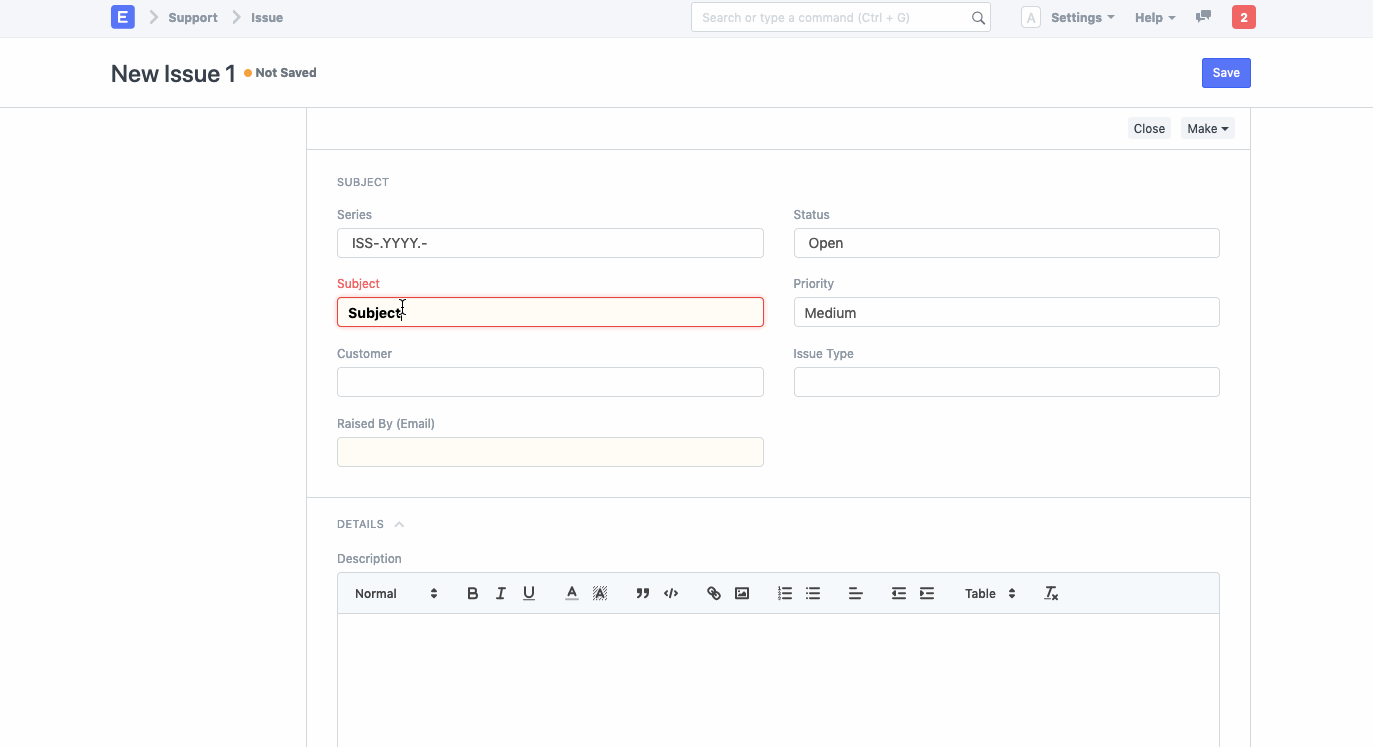 E Support Issue Search or type a command (Ctrl + G) A Settings Help 2
New Issue 1 Not Saved Save
Close Make
SUBJECT
Series Status
ISS-.YYYY.- Open
Subject Priority
Subject Medium
Customer Issue Type
Raised By (Email)
DETAILS
Description
Normal B I U A A Table Tx